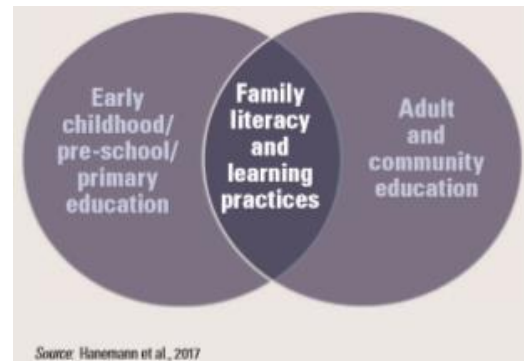 Early
childhood/
pre-school/
primary
education
Family
literacy
and
learning
practices
Adult
and
community
education
Source: Hanemann et al., 2017